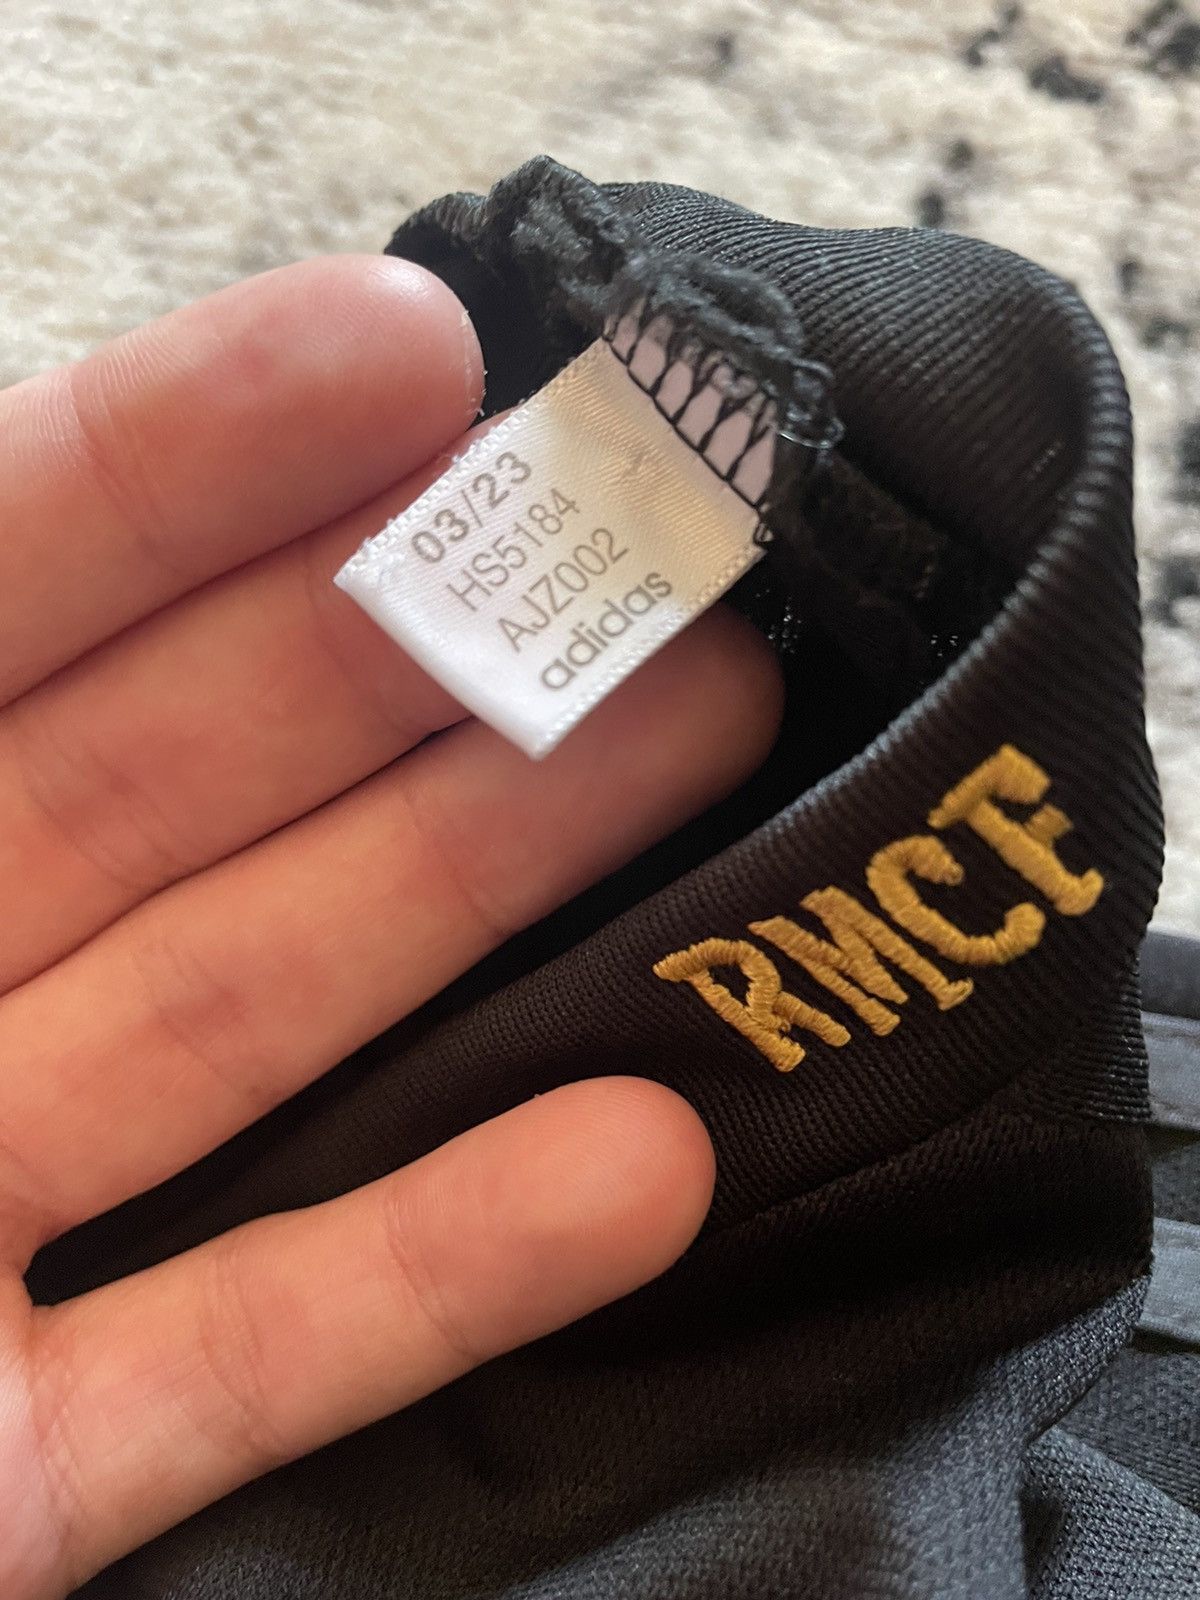 03/23
HS5184
AJZ002
adidas
RMCF